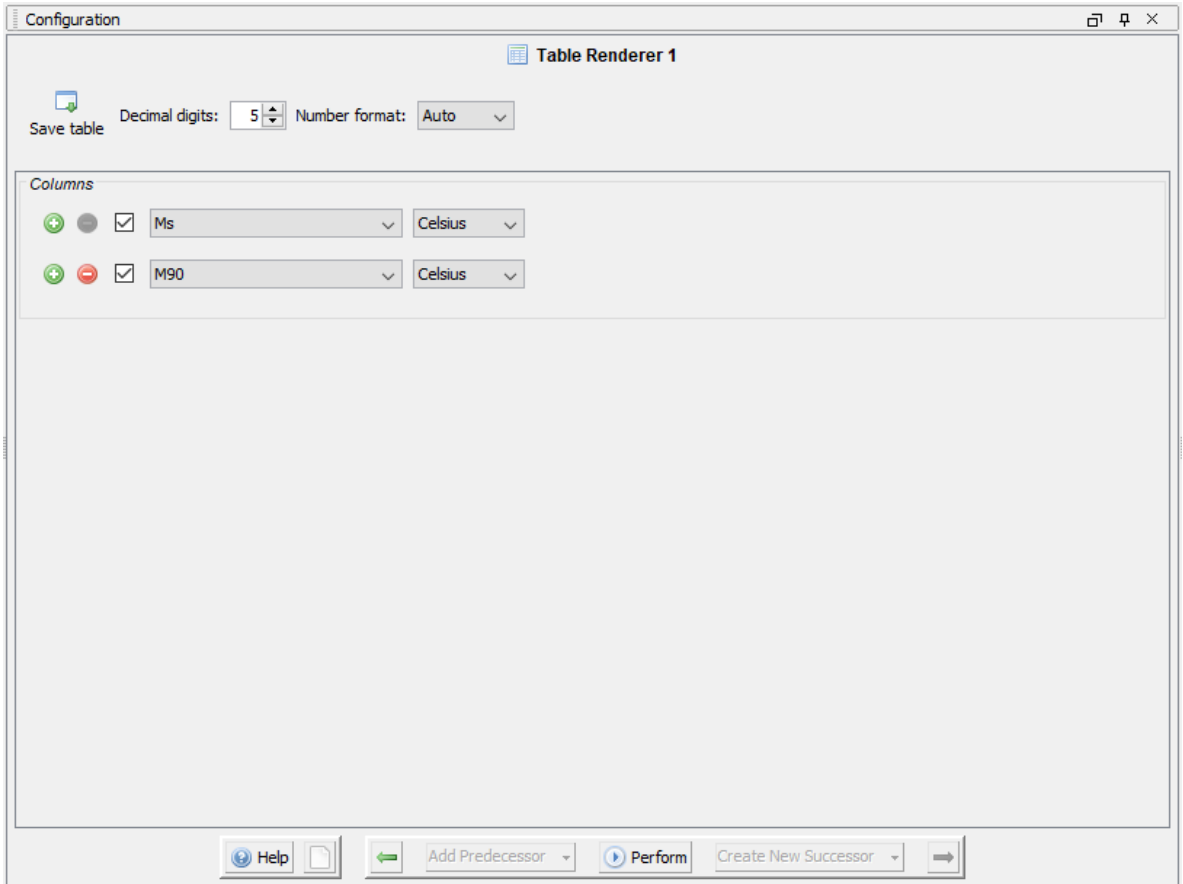 Configuration
Table Renderer 1
Save table
Decimal digits: 5 Number format: Auto
Columns
Ms Celsius
M90 Celsius
Help Add Predecessor Perform Create New Successor